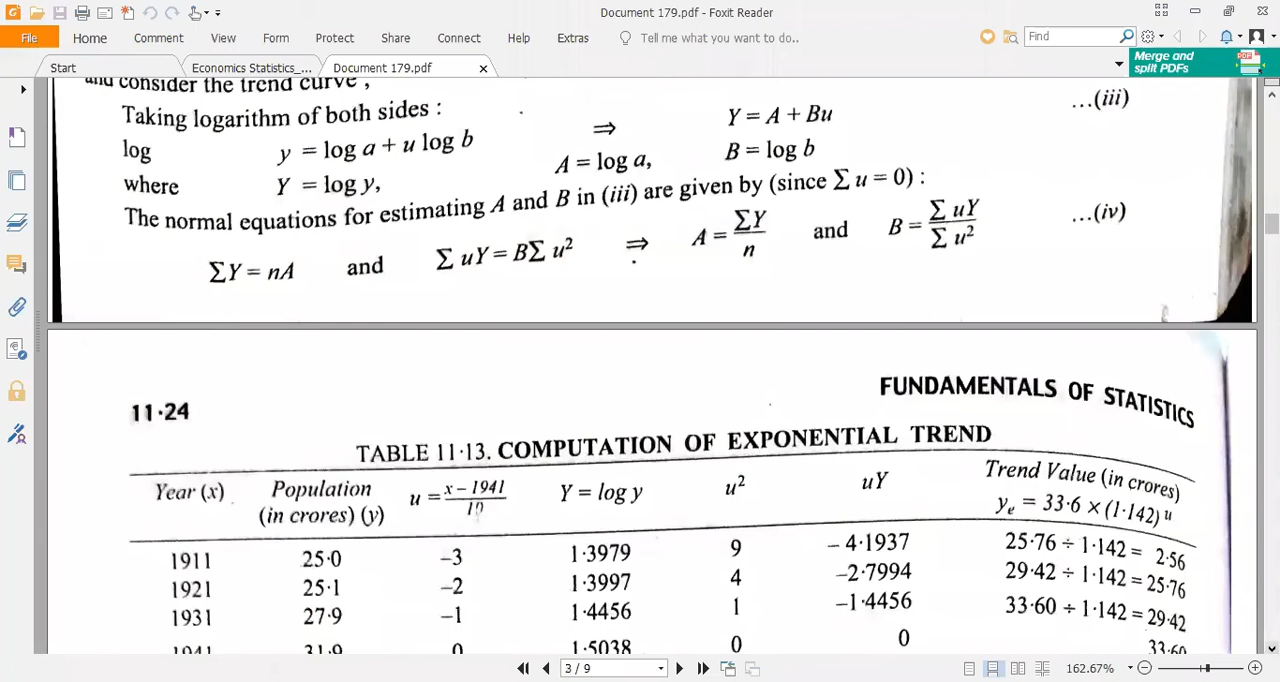 Document 179.pdf - Foxit Reader
File Home Comment View Form Protect Share Connect Help Extras Tell me what you want to do.. Find
Start Economics Statistics_... Document 179.pdf
Merge and
split PDFs
and consider the trend curve,
Taking logarithm of both sides : ...(iii)
log y = log a + u log b ⇒ Y = A + Bu
where Y = log y, A = log a, B = log b
The normal equations for estimating A and B in (iii) are given by (since Σ u = 0) :
ΣY = nA and Σ uY = BΣ u² ⇒ A = ΣY/n and B = Σ uY/Σ u² ...(iv)
11·24 FUNDAMENTALS OF STATISTICS
TABLE 11·13. COMPUTATION OF EXPONENTIAL TREND
Year (x) Population (in crores) (y) u = x – 1941/10 Y = log y u² uY Trend Value (in crores) yₑ = 33·6 × (1·142)ᵘ
1911 25·0 –3 1·3979 9 – 4·1937 25·76 ÷ 1·142 = 2·56
1921 25·1 –2 1·3997 4 –2·7994 29·42 ÷ 1·142 = 25·76
1931 27·9 –1 1·4456 1 –1·4456 33·60 ÷ 1·142 = 29·42
1941 31·9 0 1·5038 0 0 33·60
3 / 9 162.67%